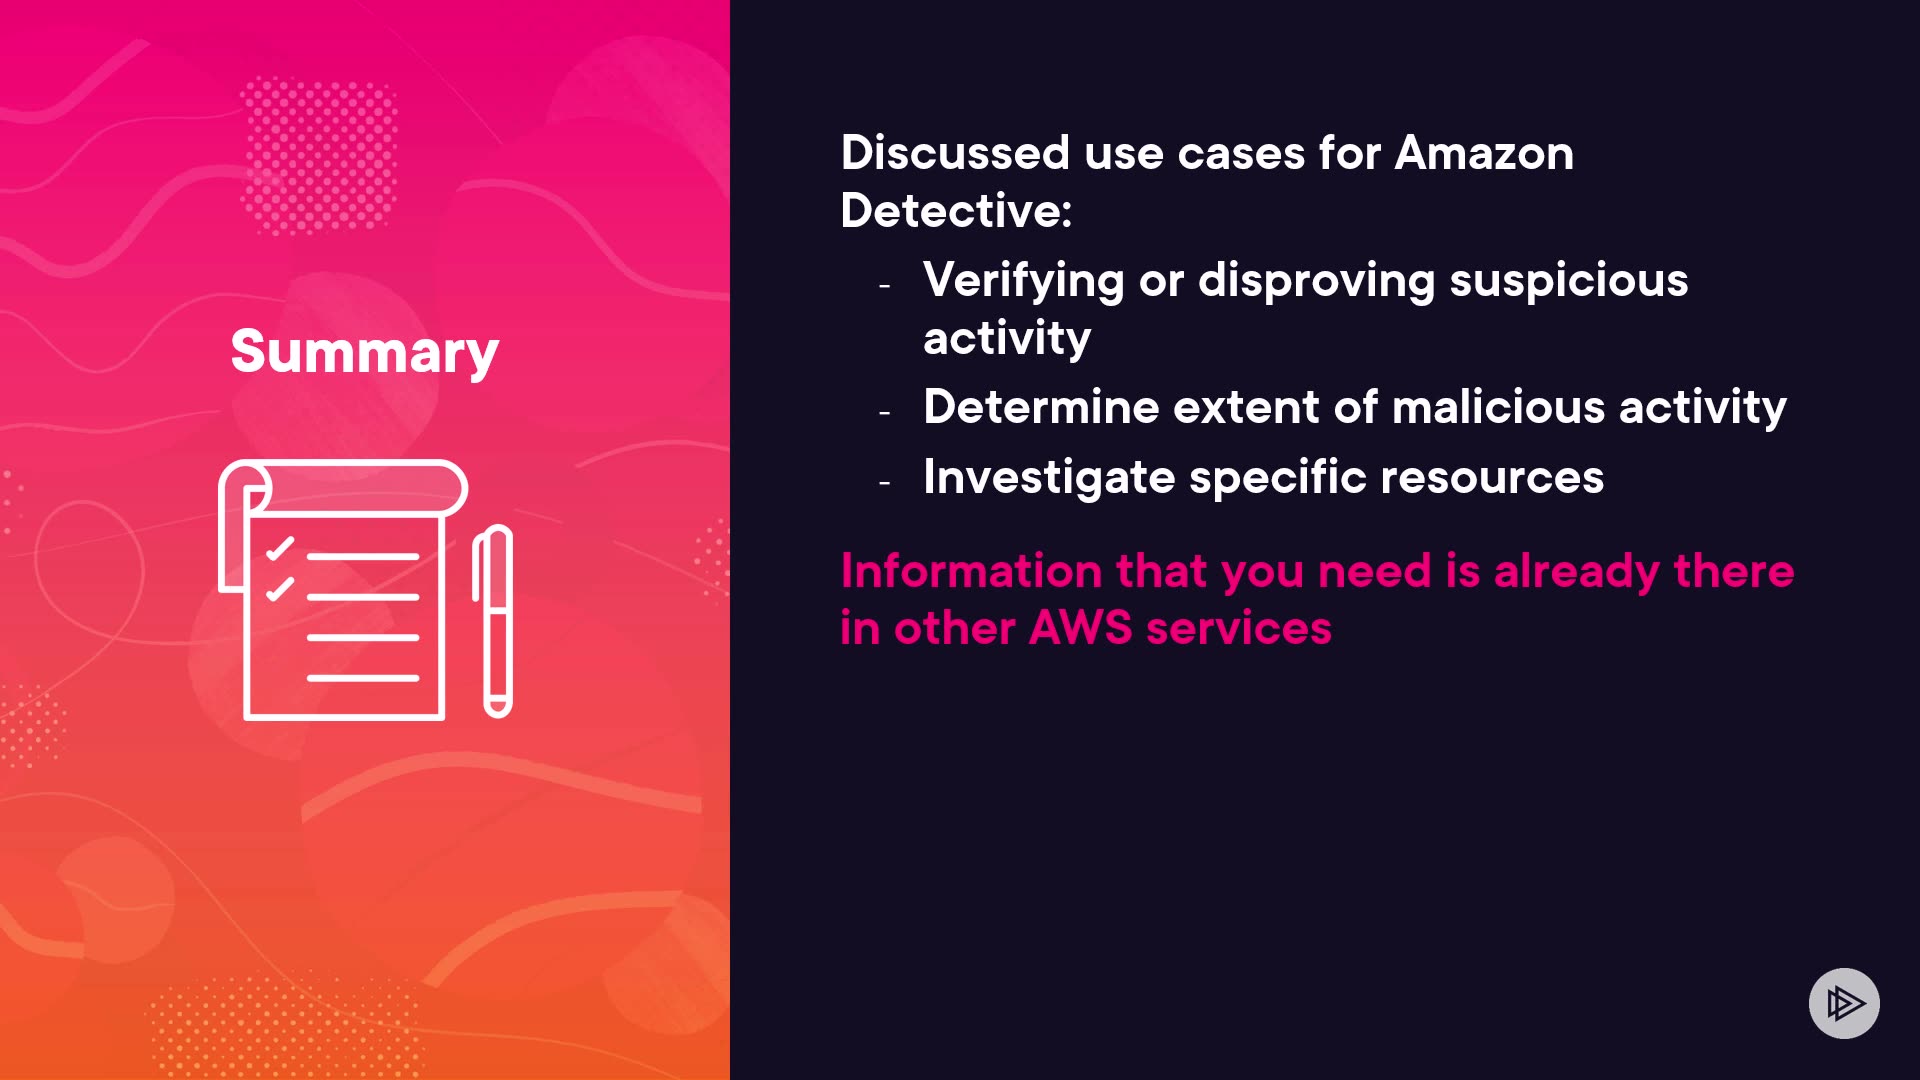 Summary
Discussed use cases for Amazon
Detective:
- Verifying or disproving suspicious
activity
- Determine extent of malicious activity
- Investigate specific resources
Information that you need is already there
in other AWS services